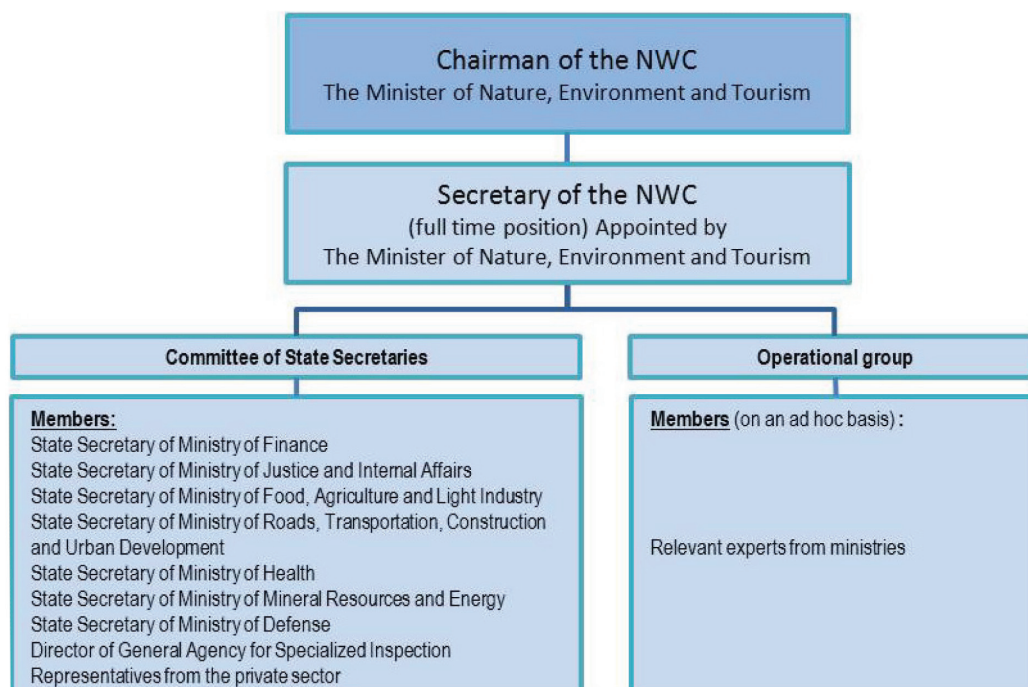 Chairman of the NWC
The Minister of Nature, Environment and Tourism
Secretary of the NWC
(full time position) Appointed by
The Minister of Nature, Environment and Tourism
Committee of State Secretaries
Members:
State Secretary of Ministry of Finance
State Secretary of Ministry of Justice and Internal Affairs
State Secretary of Ministry of Food, Agriculture and Light Industry
State Secretary of Ministry of Roads, Transportation, Construction
and Urban Development
State Secretary of Ministry of Health
State Secretary of Ministry of Mineral Resources and Energy
State Secretary of Ministry of Defense
Director of General Agency for Specialized Inspection
Representatives from the private sector
Operational group
Members (on an ad hoc basis) :
Relevant experts from ministries